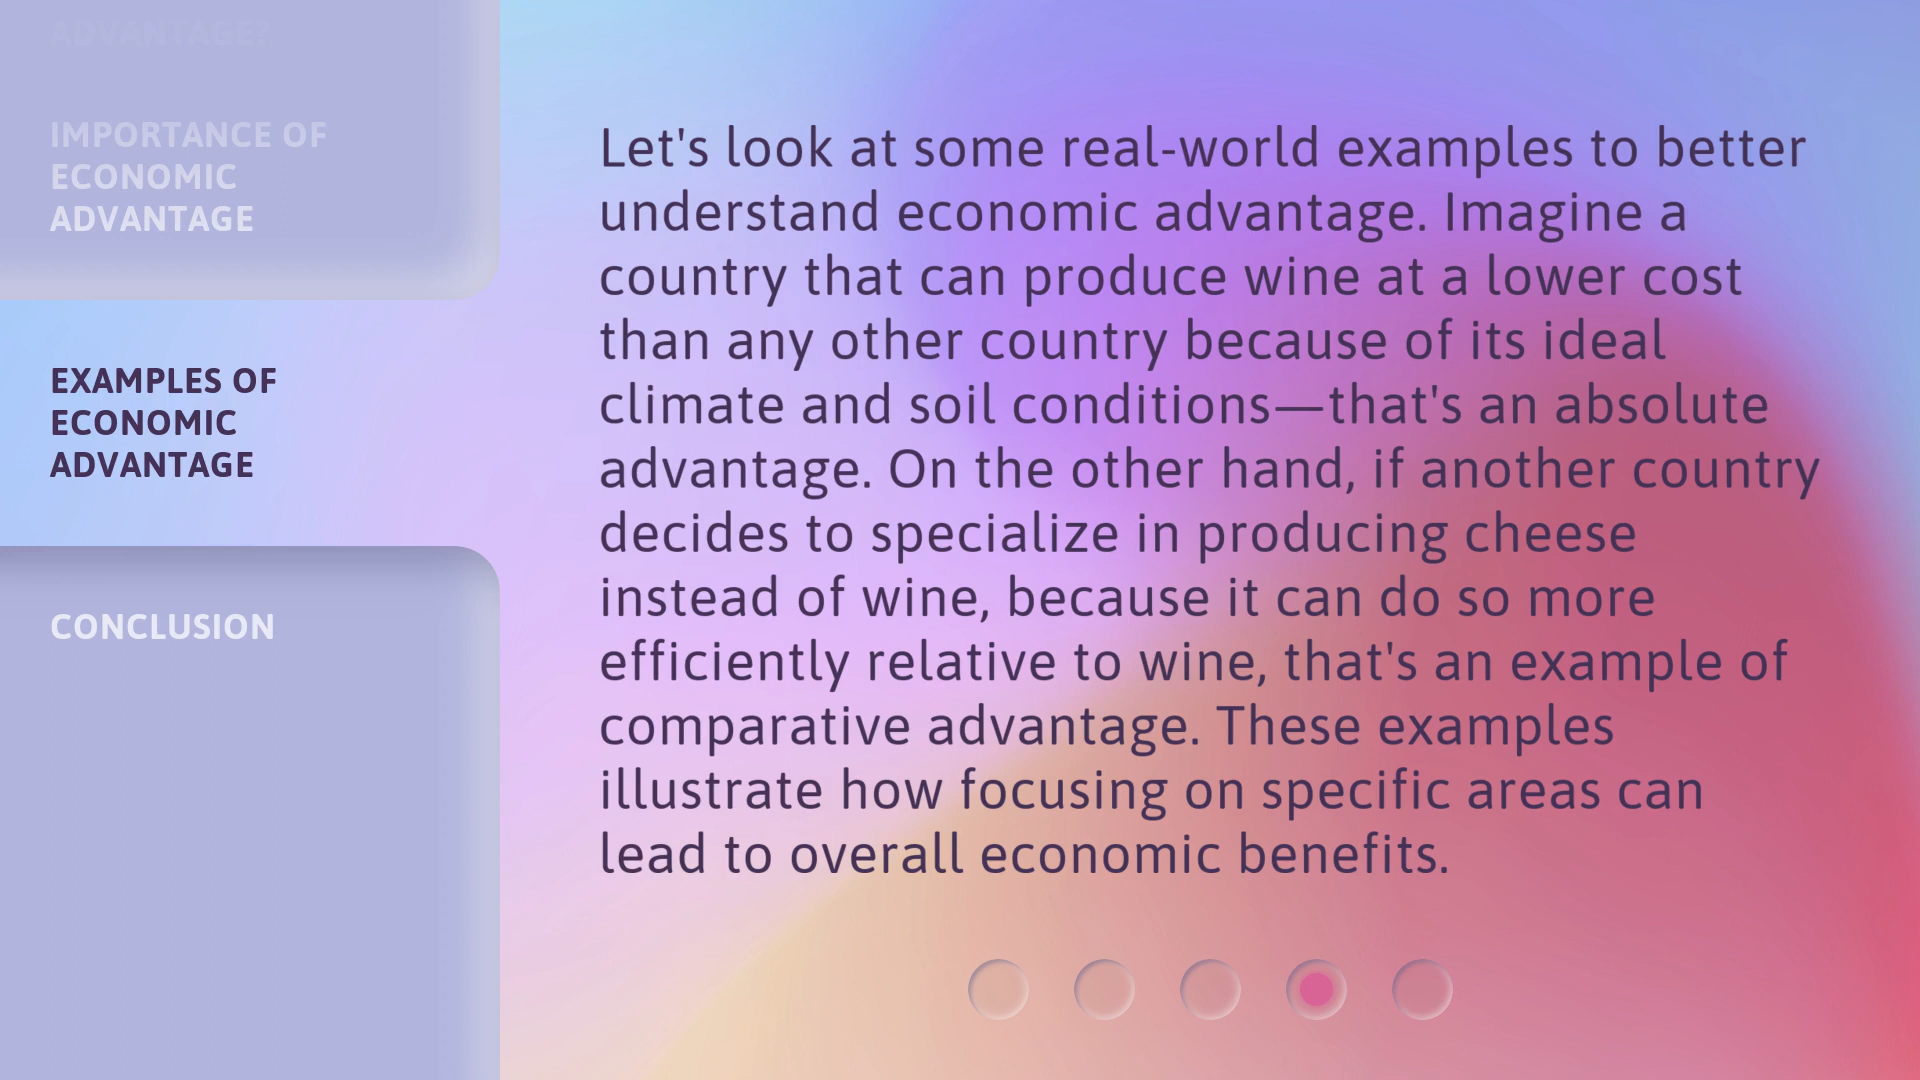 ADVANTAGE?
IMPORTANCE OF
ECONOMIC
ADVANTAGE
EXAMPLES OF
ECONOMIC
ADVANTAGE
CONCLUSION
Let's look at some real-world examples to better
understand economic advantage. Imagine a
country that can produce wine at a lower cost
than any other country because of its ideal
climate and soil conditions—that's an absolute
advantage. On the other hand, if another country
decides to specialize in producing cheese
instead of wine, because it can do so more
efficiently relative to wine, that's an example of
comparative advantage. These examples
illustrate how focusing on specific areas can
lead to overall economic benefits.